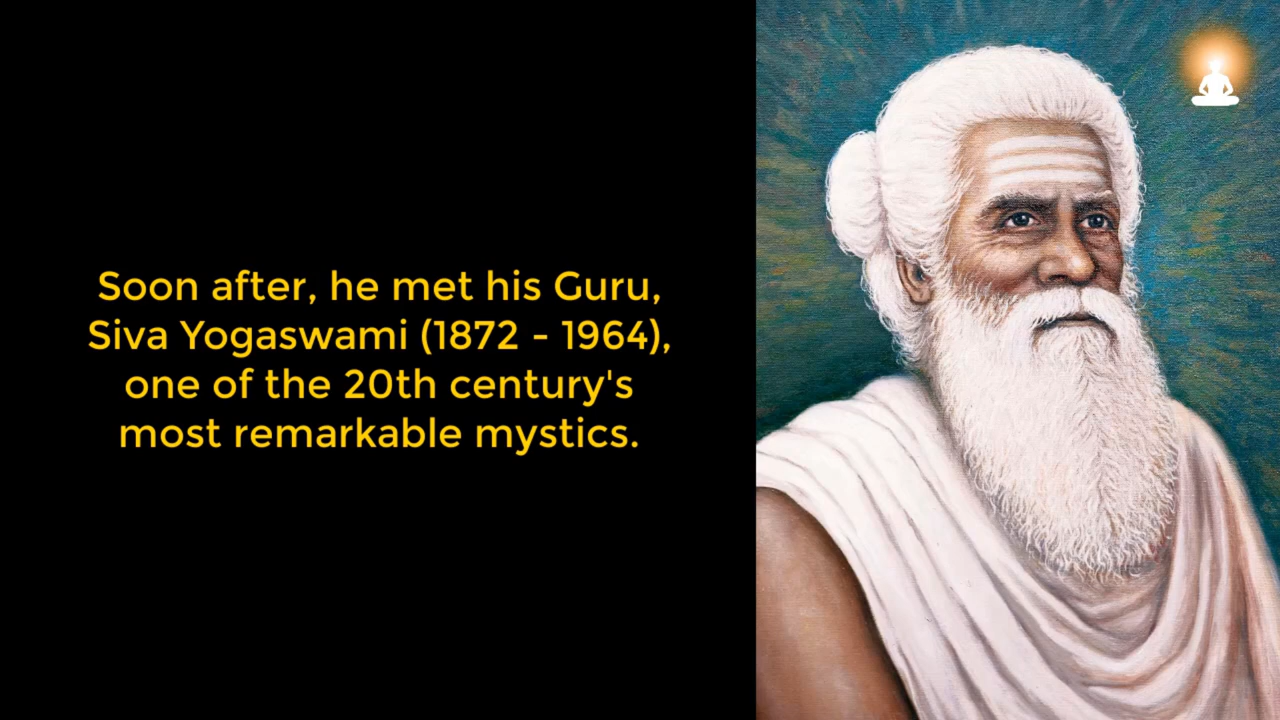 Soon after, he met his Guru,
Siva Yogaswami (1872 - 1964),
one of the 20th century's
most remarkable mystics.